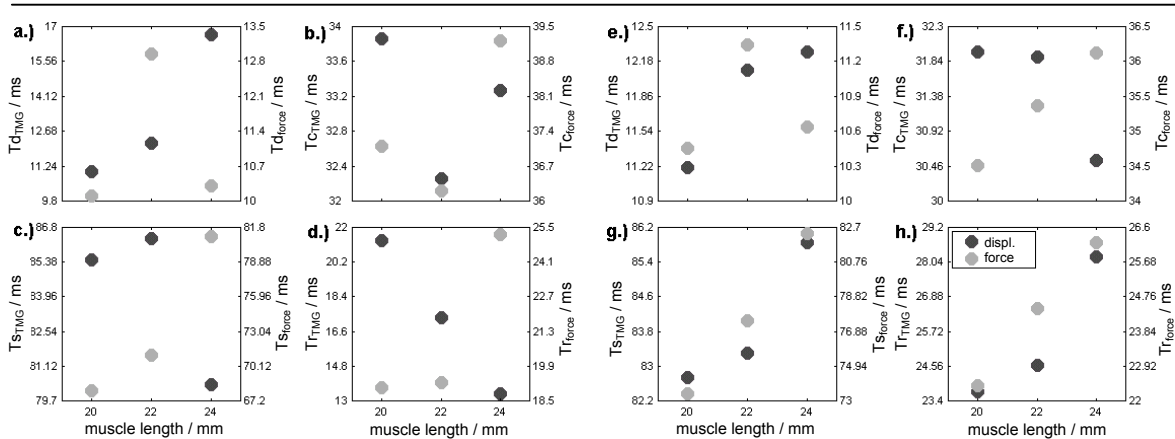 a.)
17
15.56
14.12
12.68
11.24
9.8
Td_TMG / ms
13.5
12.8
12.1
11.4
10.7
10
Td_force / ms
b.)
34
33.6
33.2
32.8
32.4
32
Tc_TMG / ms
39.5
38.8
38.1
37.4
36.7
36
Tc_force / ms
e.)
12.5
12.18
11.86
11.54
11.22
10.9
Td_TMG / ms
11.5
11.2
10.9
10.6
10.3
10
Td_force / ms
f.)
32.3
31.84
31.38
30.92
30.46
30
Tc_TMG / ms
36.5
36
35.5
35
34.5
34
Tc_force / ms
c.)
86.8
85.38
83.96
82.54
81.12
79.7
Ts_TMG / ms
81.8
78.88
75.96
73.04
70.12
67.2
Ts_force / ms
20 22 24
muscle length / mm
d.)
22
20.2
18.4
16.6
14.8
13
Tr_TMG / ms
25.5
24.1
22.7
21.3
19.9
18.5
Tr_force / ms
20 22 24
muscle length / mm
g.)
86.2
85.4
84.6
83.8
83
82.2
Ts_TMG / ms
82.7
80.76
78.82
76.88
74.94
73
Ts_force / ms
20 22 24
muscle length / mm
h.)
displ.
force
29.2
28.04
26.88
25.72
24.56
23.4
Tr_TMG / ms
26.6
25.68
24.76
23.84
22.92
22
Tr_force / ms
20 22 24
muscle length / mm